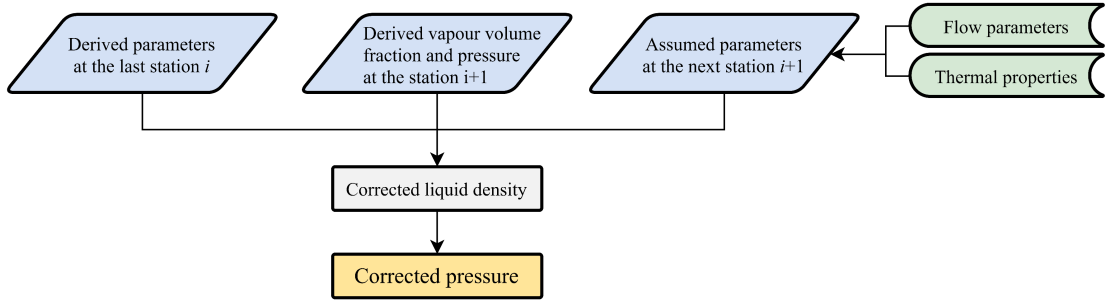 Derived parameters
at the last station i
Derived vapour volume
fraction and pressure
at the station i+1
Assumed parameters
at the next station i+1
Flow parameters
Thermal properties
Corrected liquid density
Corrected pressure